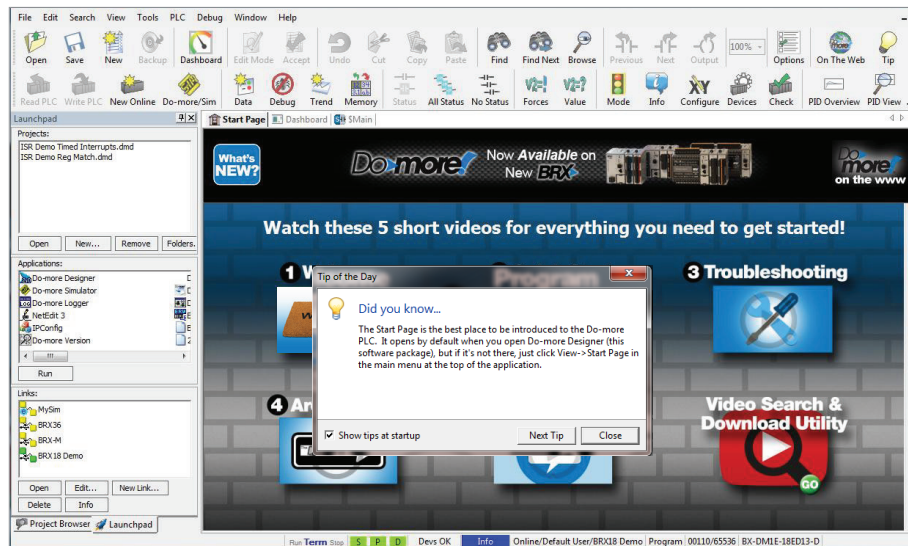 File Edit Search View Tools PLC Debug Window Help
Open Save New Backup Dashboard Edit Mode Accept Undo Cut Copy Paste Find Find Next Browse Previous Next Output 100% Options On The Web Tip
Read PLC Write PLC New Online Do-more/Sim Data Debug Trend Memory Status All Status No Status Forces Value Mode Info Configure Devices Check PID Overview PID View
Launchpad
Start Page Dashboard $Main
Projects:
ISR Demo Timed Interrupts.dmd
ISR Demo Reg Match.dmd
Open New... Remove Folders.
Applications:
Do-more Designer
Do-more Simulator
Do-more Logger
NetEdit 3
IPConfig
Do-more Version
Run
Links:
MySim
BRX36
BRX-M
BRX 18 Demo
Open Edit... New Link...
Delete Info
Project Browser Launchpad
What's
NEW?
Do-more!
Now Available on
New BRX
Do-more!
on the www
Watch these 5 short videos for everything you need to get started!
1 W
Program
3 Troubleshooting
4 Ar
Video Search &
Download Utility
GO
Tip of the Day
Did you know...
The Start Page is the best place to be introduced to the Do-more
PLC. It opens by default when you open Do-more Designer (this
software package), but if it's not there, just click View->Start Page in
the main menu at the top of the application.
Show tips at startup
Next Tip Close
Run Term Stop S P D Devs OK Info Online/Default User/BRX18 Demo Program 00110/65536 BX-DM1E-18ED13-D